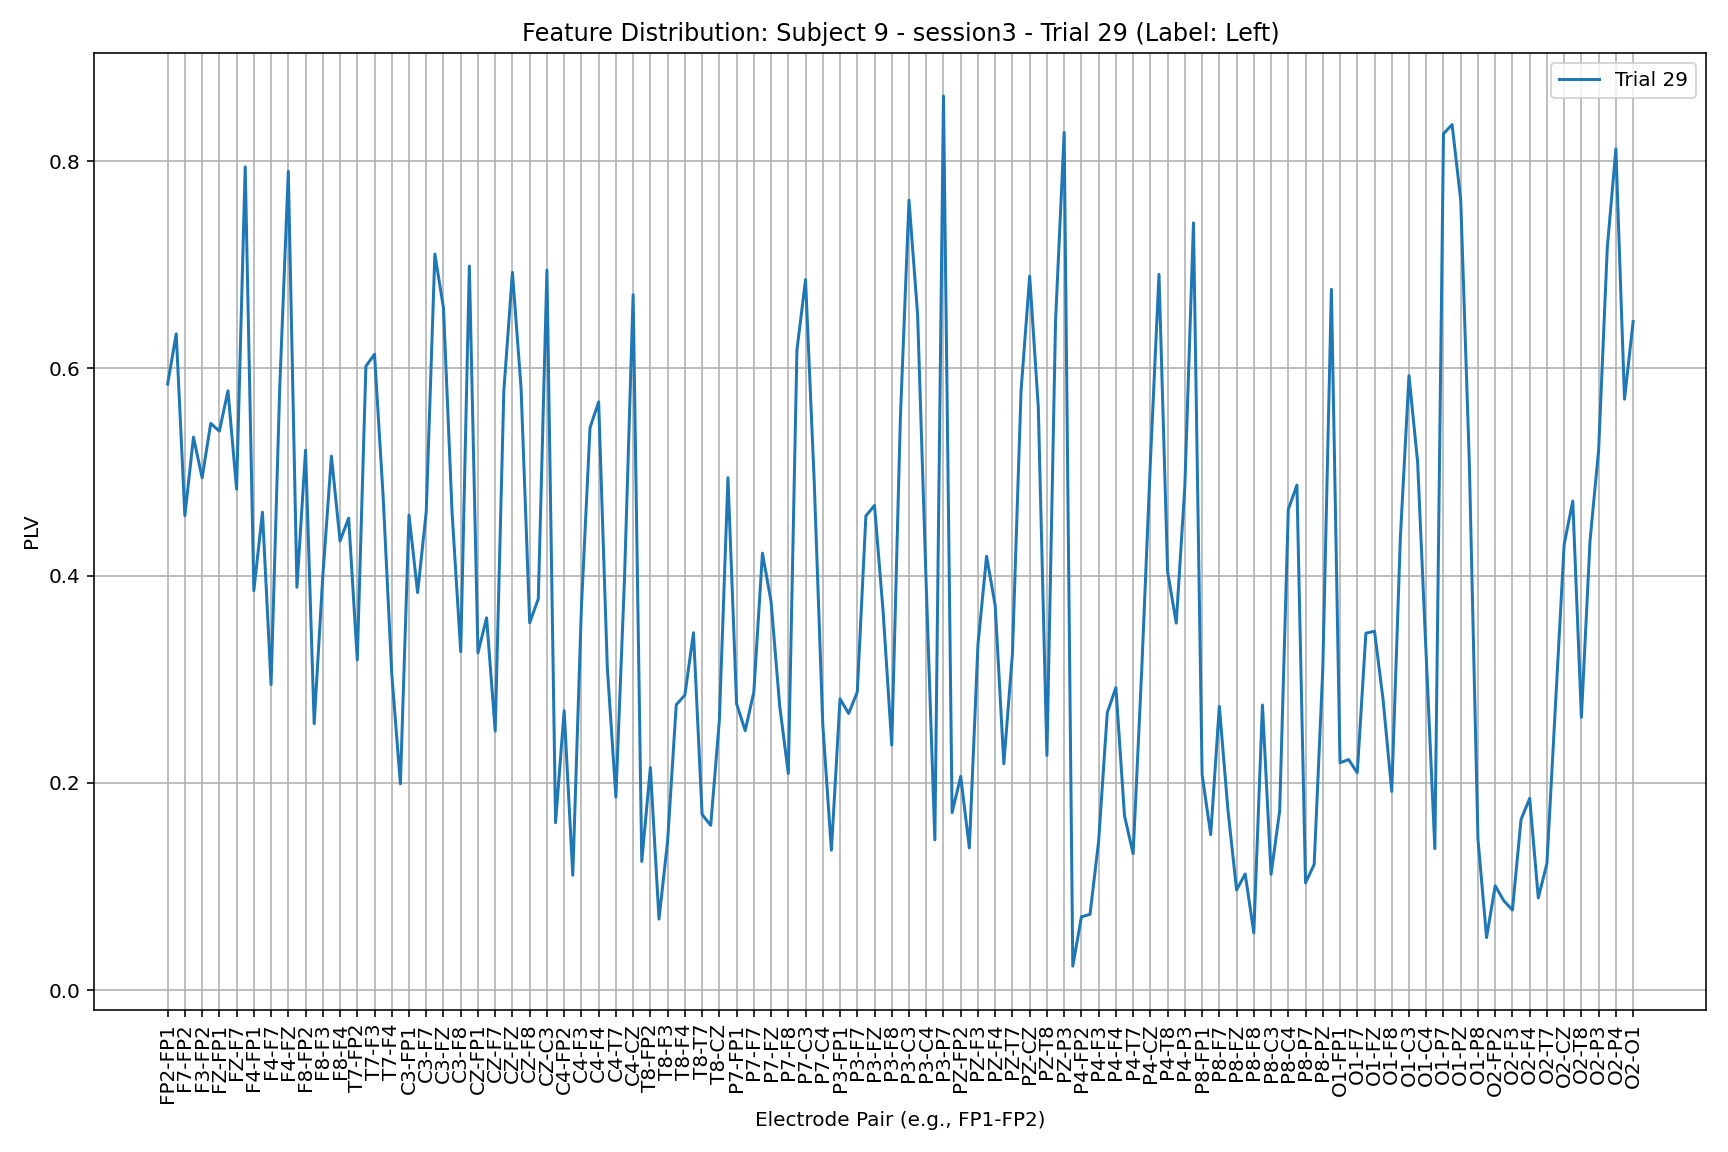 Feature Distribution: Subject 9 - session3 - Trial 29 (Label: Left)
Trial 29
PLV
0.8
0.6
0.4
0.2
0.0
FP2-FP1
F7-FP2
F3-FP2
FZ-FP1
FZ-F7
F4-FP1
F4-F7
F4-FZ
F8-FP2
F8-F3
F8-F4
T7-FP2
T7-F3
T7-F4
C3-FP1
C3-F7
C3-FZ
C3-F8
CZ-FP1
CZ-F7
CZ-FZ
CZ-F8
CZ-C3
C4-FP2
C4-F3
C4-F4
C4-T7
C4-CZ
T8-FP2
T8-F3
T8-F4
T8-T7
T8-CZ
P7-FP1
P7-F7
P7-FZ
P7-F8
P7-C3
P7-C4
P3-FP1
P3-F7
P3-FZ
P3-F8
P3-C3
P3-C4
P3-P7
PZ-FP2
PZ-F3
PZ-F4
PZ-T7
PZ-CZ
PZ-T8
PZ-P3
P4-FP2
P4-F3
P4-F4
P4-T7
P4-CZ
P4-T8
P4-P3
P8-FP1
P8-F7
P8-FZ
P8-F8
P8-C3
P8-C4
P8-P7
P8-PZ
O1-FP1
O1-F7
O1-FZ
O1-F8
O1-C3
O1-C4
O1-P7
O1-PZ
O1-P8
O2-FP2
O2-F3
O2-F4
O2-T7
O2-CZ
O2-T8
O2-P3
O2-P4
O2-O1
Electrode Pair (e.g., FP1-FP2)